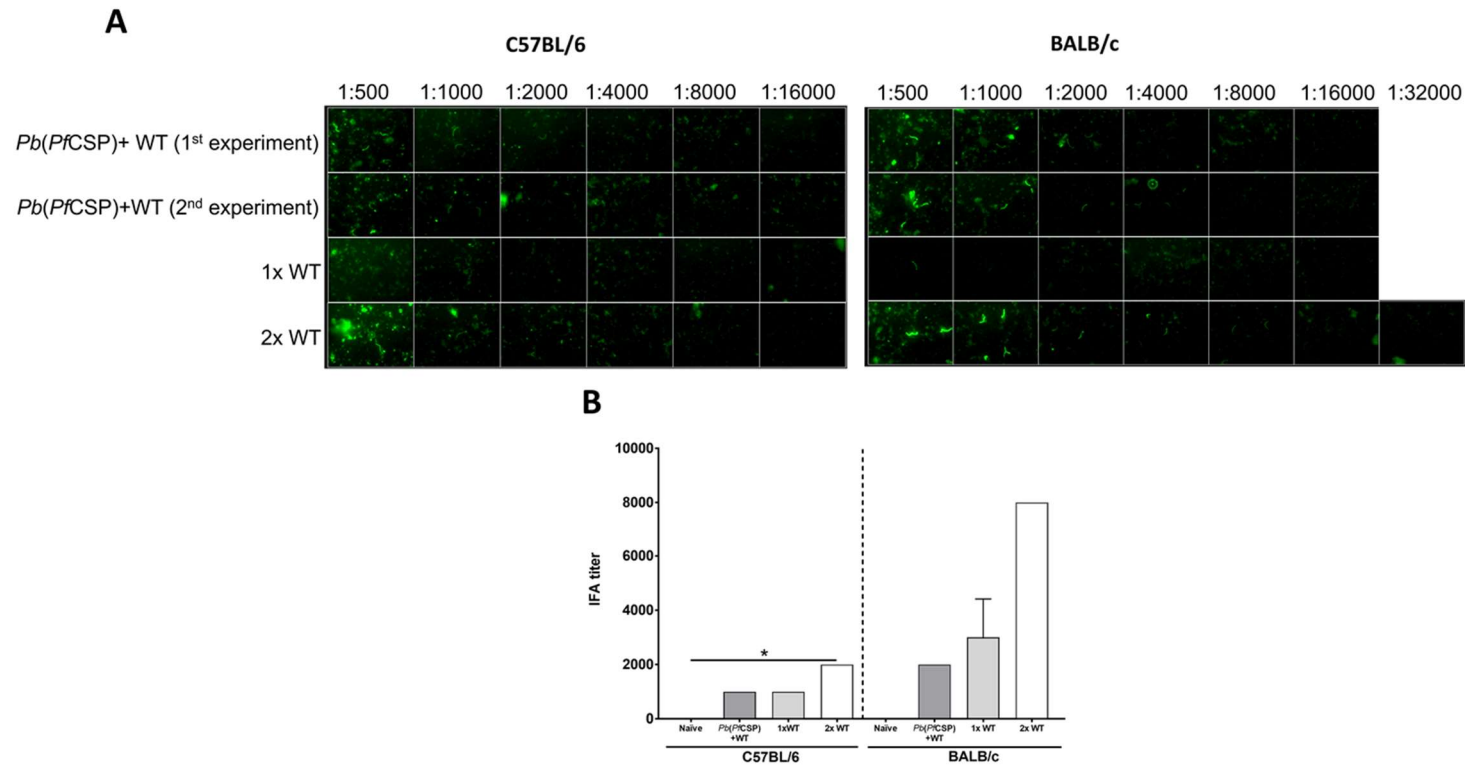 A
C57BL/6
BALB/c
1:500 1:1000 1:2000 1:4000 1:8000 1:16000
1:500 1:1000 1:2000 1:4000 1:8000 1:16000 1:32000
Pb(PfCSP)+ WT (1st experiment)
Pb(PfCSP)+WT (2nd experiment)
1x WT
2x WT
B
IFA titer
10000
8000
6000
4000
2000
0
*
Naïve Pb(PfCSP) 1xWT 2x WT Naïve Pb(PfCSP) 1x WT 2x WT
+WT +WT
C57BL/6 BALB/c